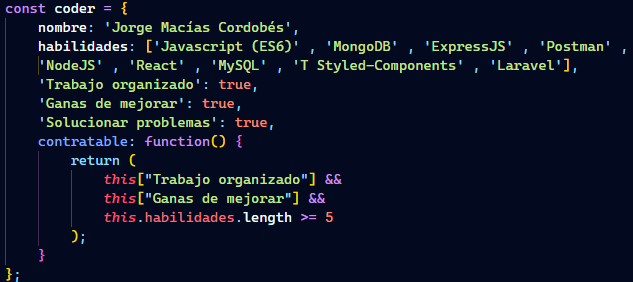 const coder = {
nombre: 'Jorge Macías Cordobés',
habilidades: ['Javascript (ES6)' , 'MongoDB' , 'ExpressJS' , 'Postman' ,
'NodeJS' , 'React' , 'MySQL' , 'T Styled-Components' , 'Laravel'],
'Trabajo organizado': true,
'Ganas de mejorar': true,
'Solucionar problemas': true,
contratable: function() {
return (
this["Trabajo organizado"] &&
this["Ganas de mejorar"] &&
this.habilidades.length >= 5
);
}
};